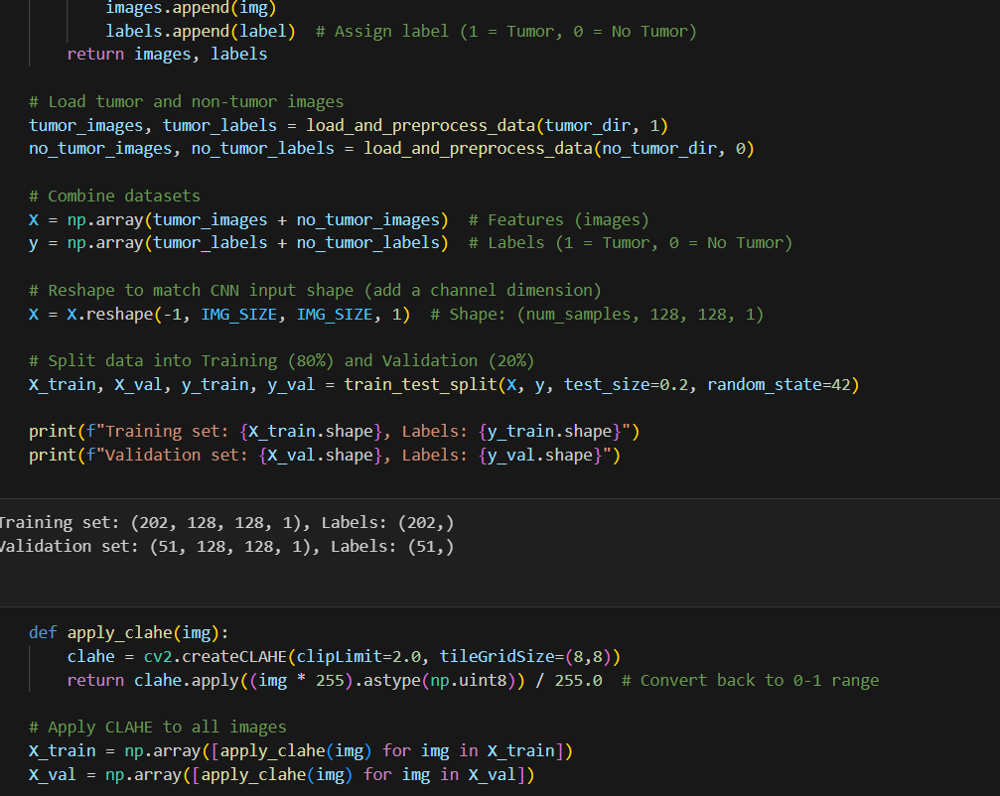 images.append(img)
labels.append(label)  # Assign label (1 = Tumor, 0 = No Tumor)
return images, labels
# Load tumor and non-tumor images
tumor_images, tumor_labels = load_and_preprocess_data(tumor_dir, 1)
no_tumor_images, no_tumor_labels = load_and_preprocess_data(no_tumor_dir, 0)
# Combine datasets
X = np.array(tumor_images + no_tumor_images)  # Features (images)
y = np.array(tumor_labels + no_tumor_labels)  # Labels (1 = Tumor, 0 = No Tumor)
# Reshape to match CNN input shape (add a channel dimension)
X = X.reshape(-1, IMG_SIZE, IMG_SIZE, 1)  # Shape: (num_samples, 128, 128, 1)
# Split data into Training (80%) and Validation (20%)
X_train, X_val, y_train, y_val = train_test_split(X, y, test_size=0.2, random_state=42)
print(f"Training set: {X_train.shape}, Labels: {y_train.shape}")
print(f"Validation set: {X_val.shape}, Labels: {y_val.shape}")
Training set: (202, 128, 128, 1), Labels: (202,)
Validation set: (51, 128, 128, 1), Labels: (51,)
def apply_clahe(img):
clahe = cv2.createCLAHE(clipLimit=2.0, tileGridSize=(8,8))
return clahe.apply((img * 255).astype(np.uint8)) / 255.0  # Convert back to 0-1 range
# Apply CLAHE to all images
X_train = np.array([apply_clahe(img) for img in X_train])
X_val = np.array([apply_clahe(img) for img in X_val])